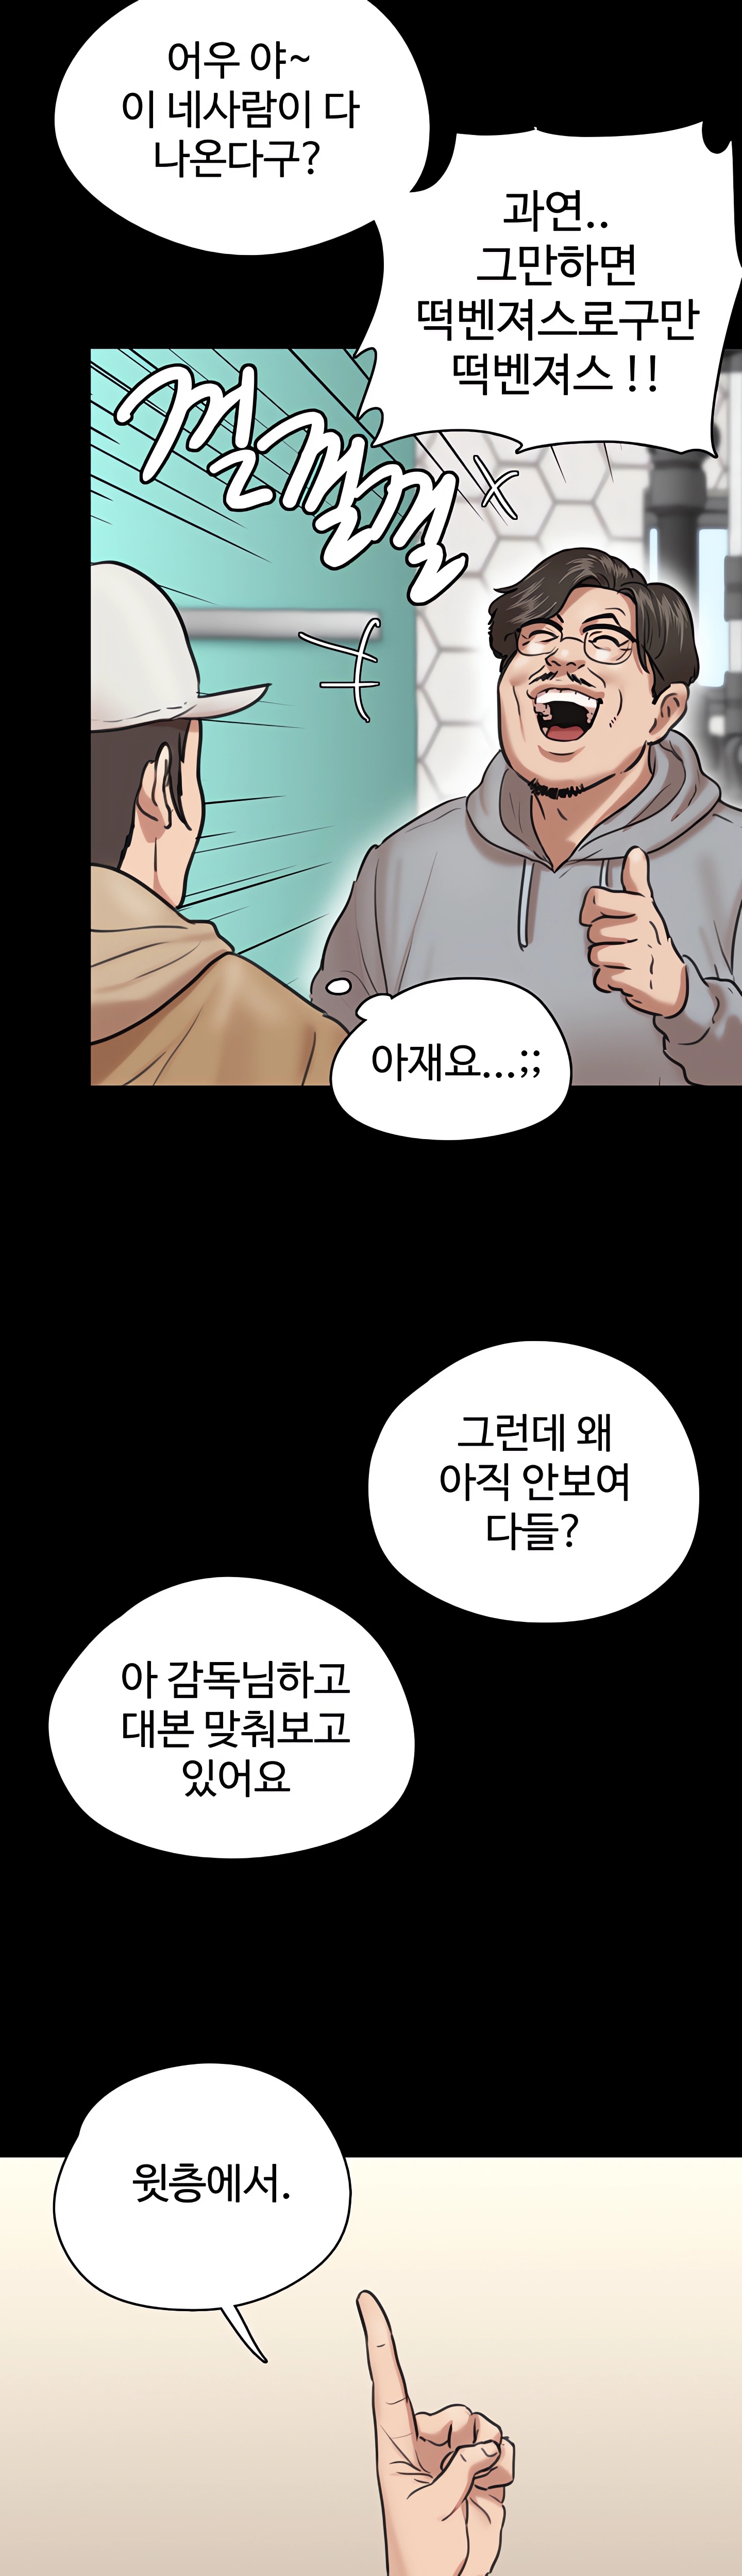 어우 야~
이 네사람이 다
나온다구?
과연..
그만하면
떡벤져스로구만
떡벤져스 !!
껄껄껄
아재요...;;
그런데 왜
아직 안보여
다들?
아 감독님하고
대본 맞춰보고
있어요
윗층에서.